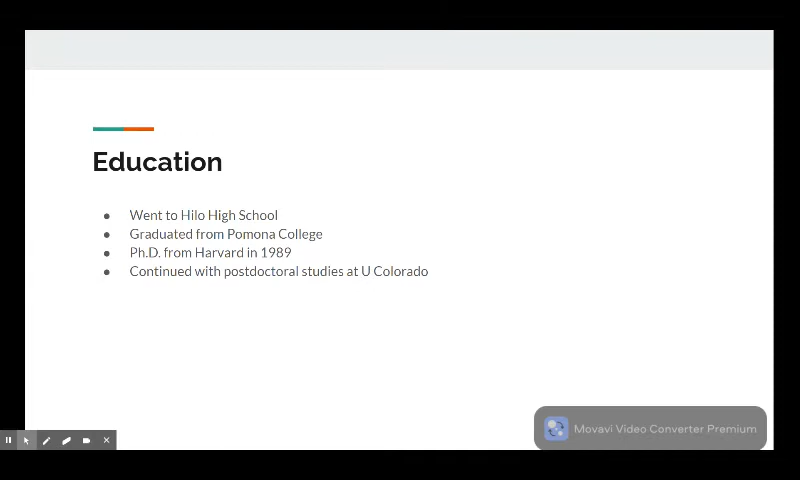 Education
● Went to Hilo High School
● Graduated from Pomona College
● Ph.D. from Harvard in 1989
● Continued with postdoctoral studies at U Colorado
Movavi Video Converter Premium